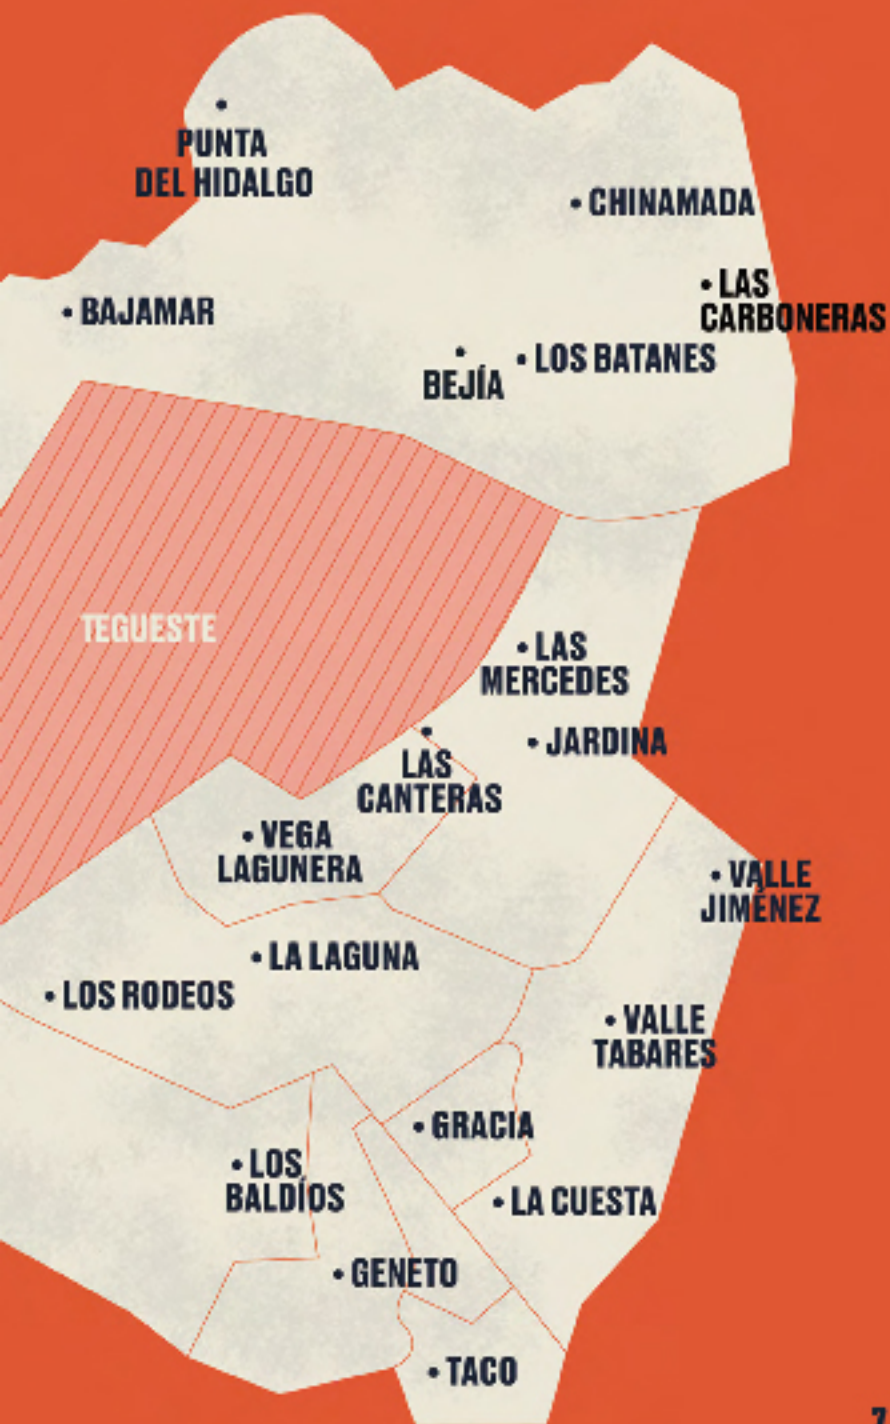 PUNTA
DEL HIDALGO
CHINAMADA
LAS
CARBONERAS
BAJAMAR
LOS BATANES
BEJÍA
TEGUESTE
LAS
MERCEDES
JARDINA
LAS
CANTERAS
VEGA
LAGUNERA
VALLE
JIMÉNEZ
LA LAGUNA
LOS RODEOS
VALLE
TABARES
GRACIA
LOS
BALDÍOS
LA CUESTA
GENETO
TACO